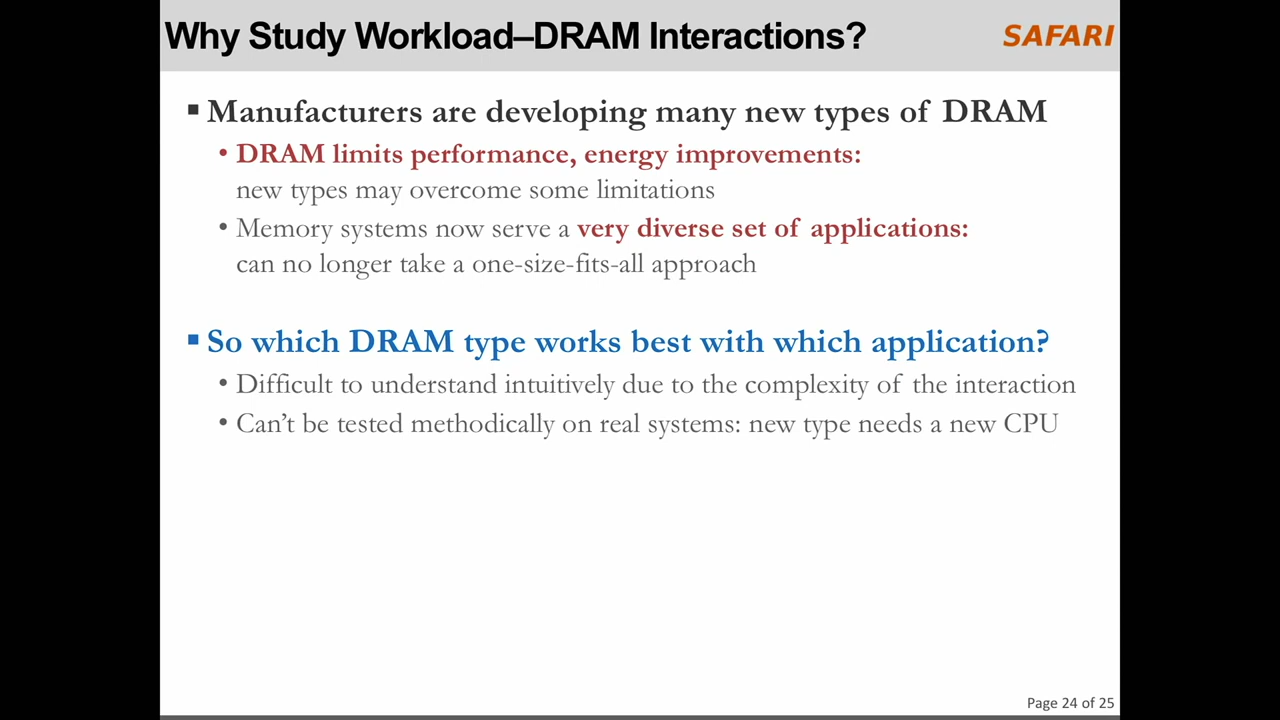 Why Study Workload–DRAM Interactions?
SAFARI
▪ Manufacturers are developing many new types of DRAM
• DRAM limits performance, energy improvements:
new types may overcome some limitations
• Memory systems now serve a very diverse set of applications:
can no longer take a one-size-fits-all approach
▪ So which DRAM type works best with which application?
• Difficult to understand intuitively due to the complexity of the interaction
• Can’t be tested methodically on real systems: new type needs a new CPU
Page 24 of 25